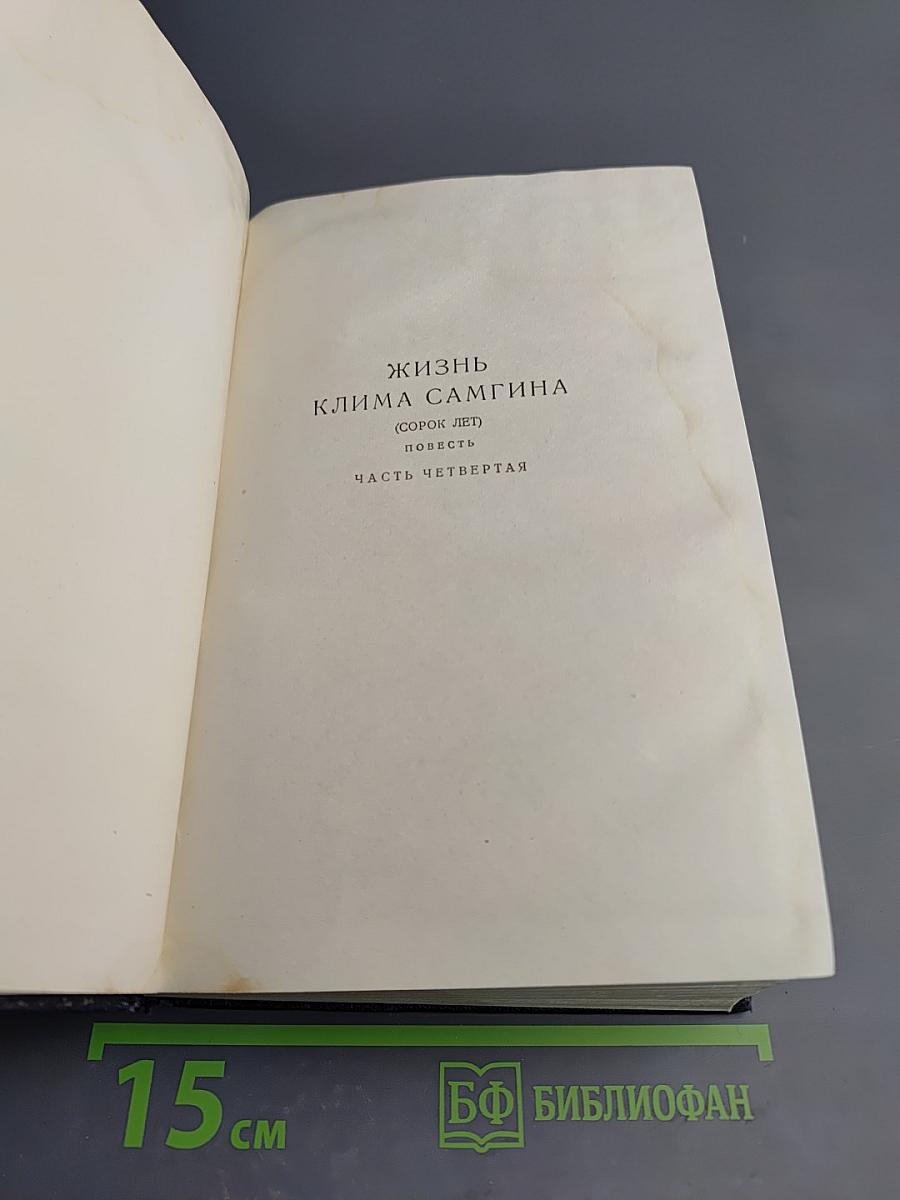 ЖИЗНЬ
КЛИМА САМГИНА
(СОРОК ЛЕТ)
ПОВЕСТЬ
ЧАСТЬ ЧЕТВЕРТАЯ
15 СМ
БФ БИБЛИОФАН